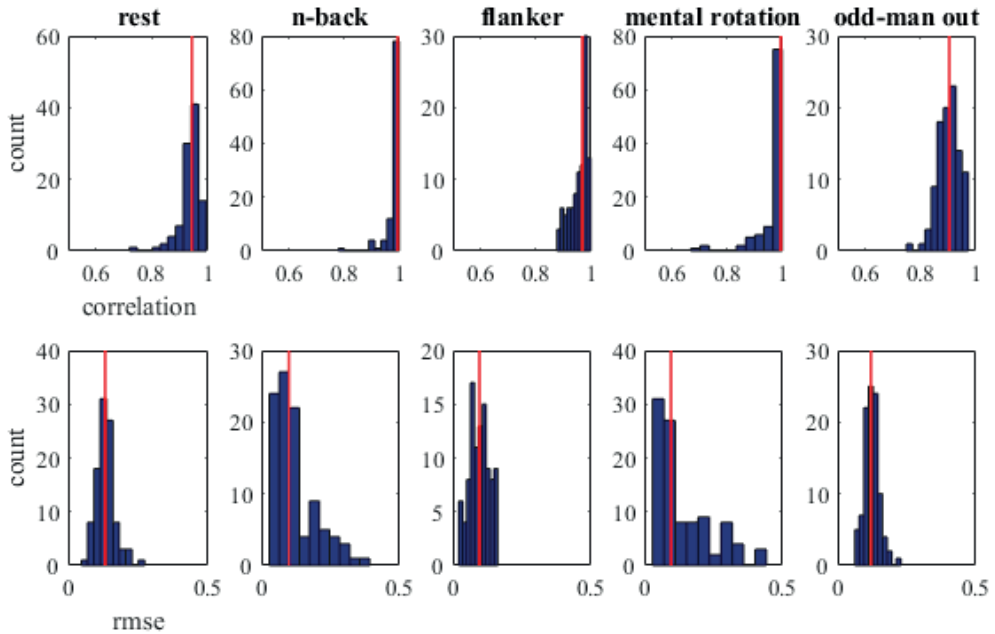 rest n-back flanker mental rotation odd-man out
60 80 30 80 30
60
40 60 20 60 20
40 40
20 20 10 20 10
0 0 0 0 0
count
0.6 0.8 1 0.6 0.8 1 0.6 0.8 1 0.6 0.8 1 0.6 0.8 1
correlation
40 30 20 40 30
30 20 15 30 20
20 10 20
10 10 5 10 10
0 0 0 0 0
count
0 0.5 0 0.5 0 0.5 0 0.5 0 0.5
rmse